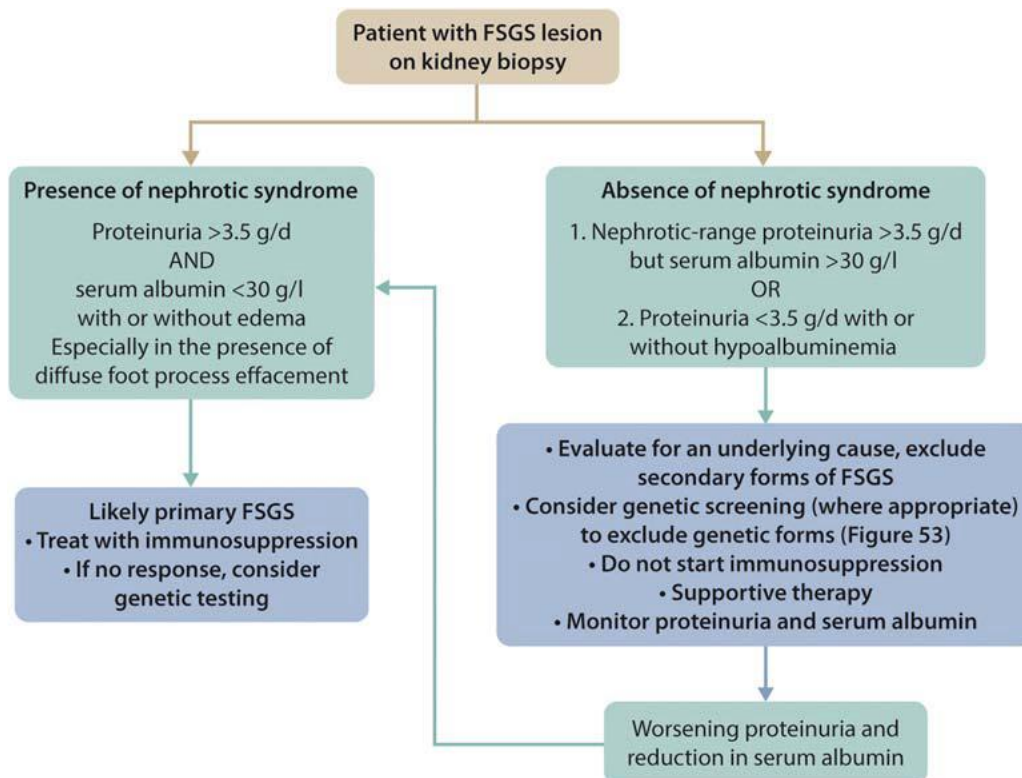 Patient with FSGS lesion
on kidney biopsy
Presence of nephrotic syndrome
Proteinuria >3.5 g/d
AND
serum albumin <30 g/l
with or without edema
Especially in the presence of
diffuse foot process effacement
Absence of nephrotic syndrome
1. Nephrotic-range proteinuria >3.5 g/d
but serum albumin >30 g/l
OR
2. Proteinuria <3.5 g/d with or
without hypoalbuminemia
Likely primary FSGS
• Treat with immunosuppression
• If no response, consider
genetic testing
• Evaluate for an underlying cause, exclude
secondary forms of FSGS
• Consider genetic screening (where appropriate)
to exclude genetic forms (Figure 53)
• Do not start immunosuppression
• Supportive therapy
• Monitor proteinuria and serum albumin
Worsening proteinuria and
reduction in serum albumin